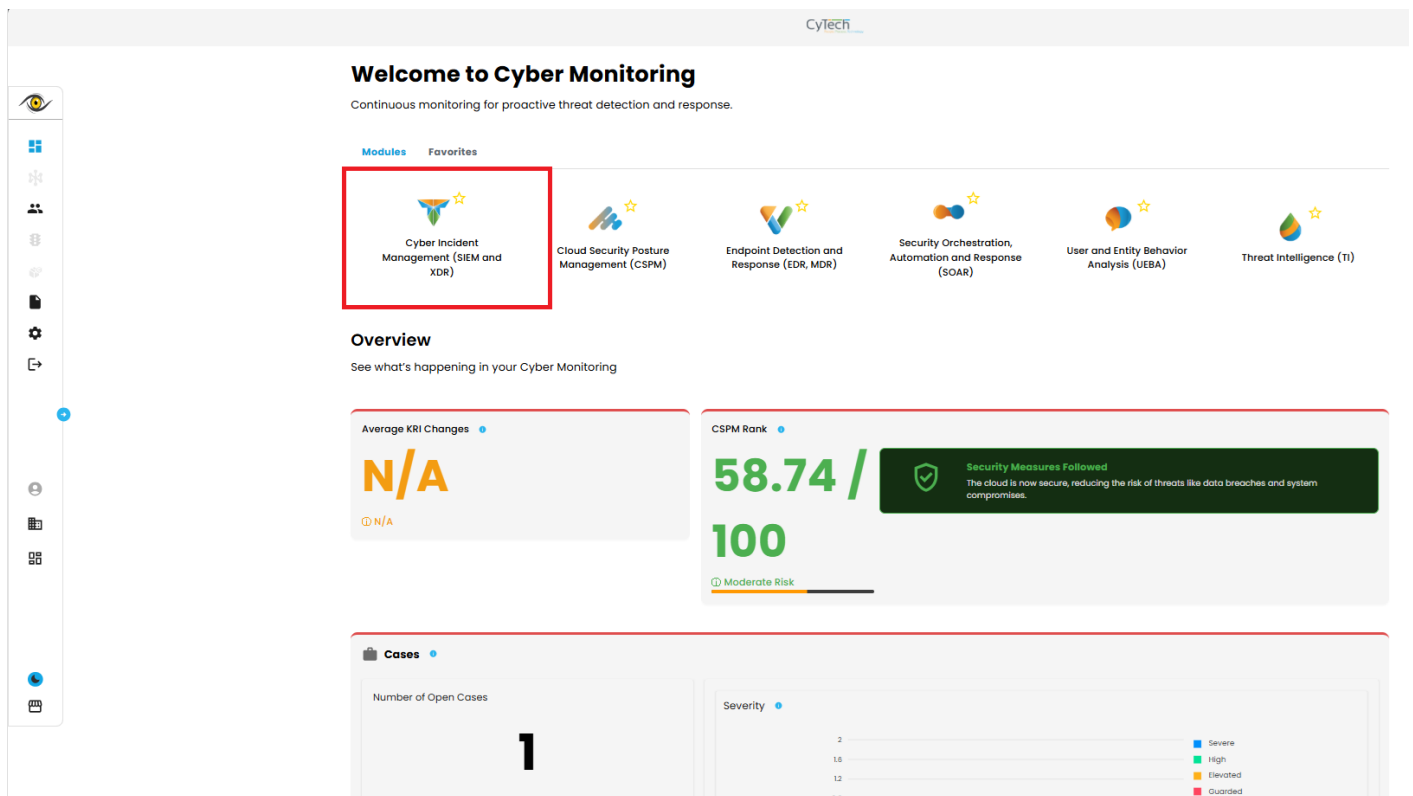 CyTech
Welcome to Cyber Monitoring
Continuous monitoring for proactive threat detection and response.
Modules
Favorites
Cyber Incident
Management (SIEM and
XDR)
Cloud Security Posture
Management (CSPM)
Endpoint Detection and
Response (EDR, MDR)
Security Orchestration,
Automation and Response
(SOAR)
User and Entity Behavior
Analysis (UEBA)
Threat Intelligence (TI)
Overview
See what's happening in your Cyber Monitoring
Average KRI Changes
N/A
N/A
CSPM Rank
58.74 /
100
Moderate Risk
Security Measures Followed
The cloud is now secure, reducing the risk of threats like data breaches and system
compromises.
Cases
Number of Open Cases
1
Severity
2
1.6
1.2
Severe
High
Elevated
Guarded